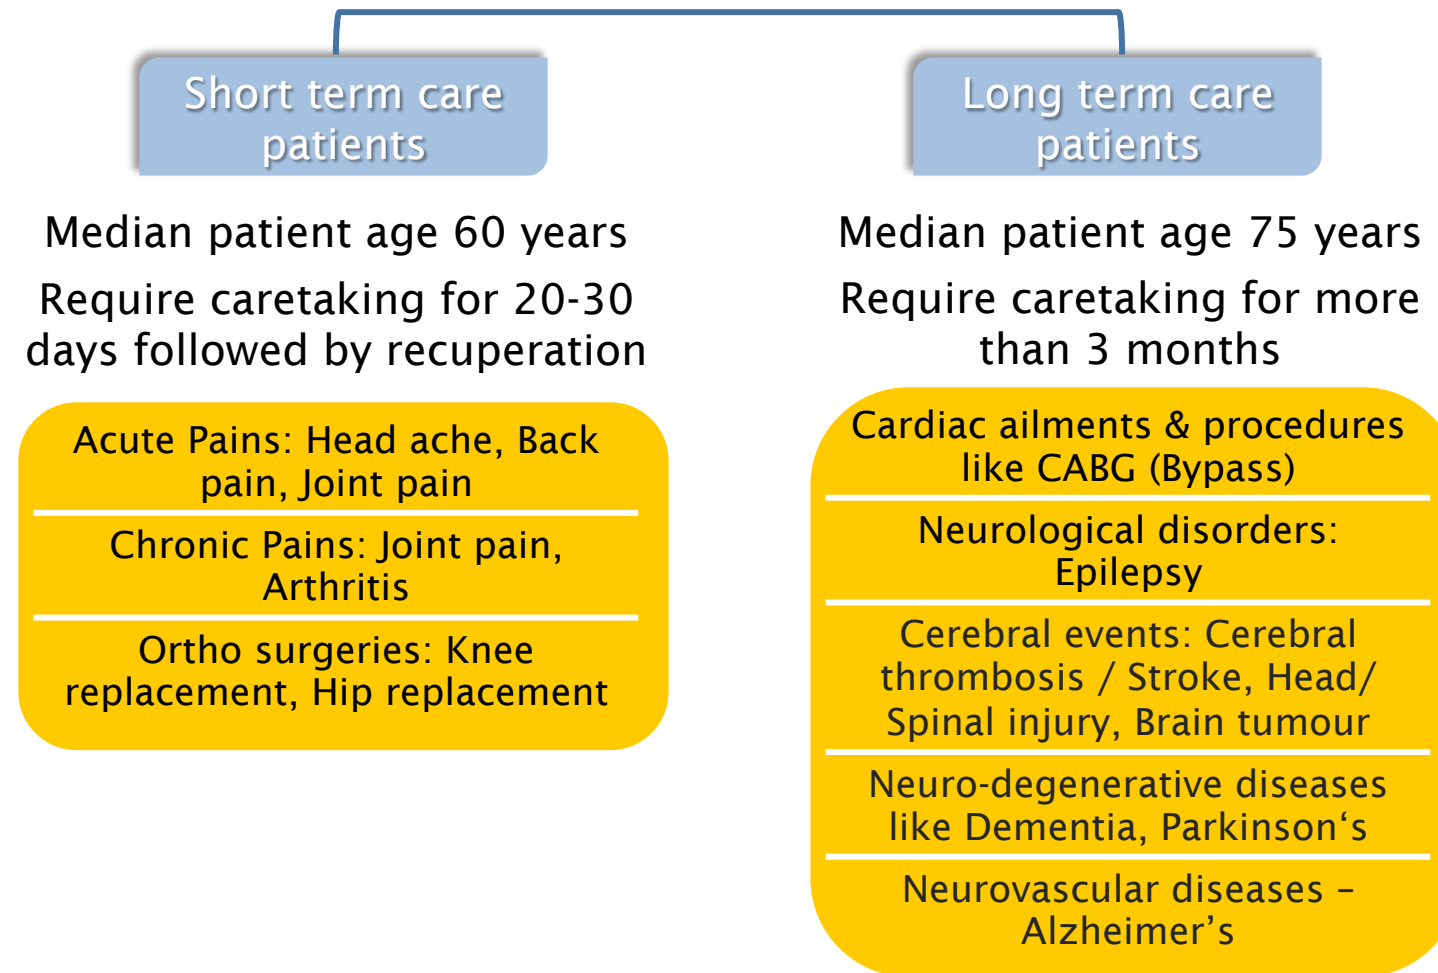 Short term care
patients
Median patient age 60 years
Require caretaking for 20-30
days followed by recuperation
Acute Pains: Head ache, Back
pain, Joint pain
Chronic Pains: Joint pain,
Arthritis
Ortho surgeries: Knee
replacement, Hip replacement
Long term care
patients
Median patient age 75 years
Require caretaking for more
than 3 months
Cardiac ailments & procedures
like CABG (Bypass)
Neurological disorders:
Epilepsy
Cerebral events: Cerebral
thrombosis / Stroke, Head/
Spinal injury, Brain tumour
Neuro-degenerative diseases
like Dementia, Parkinson‘s
Neurovascular diseases –
Alzheimer’s